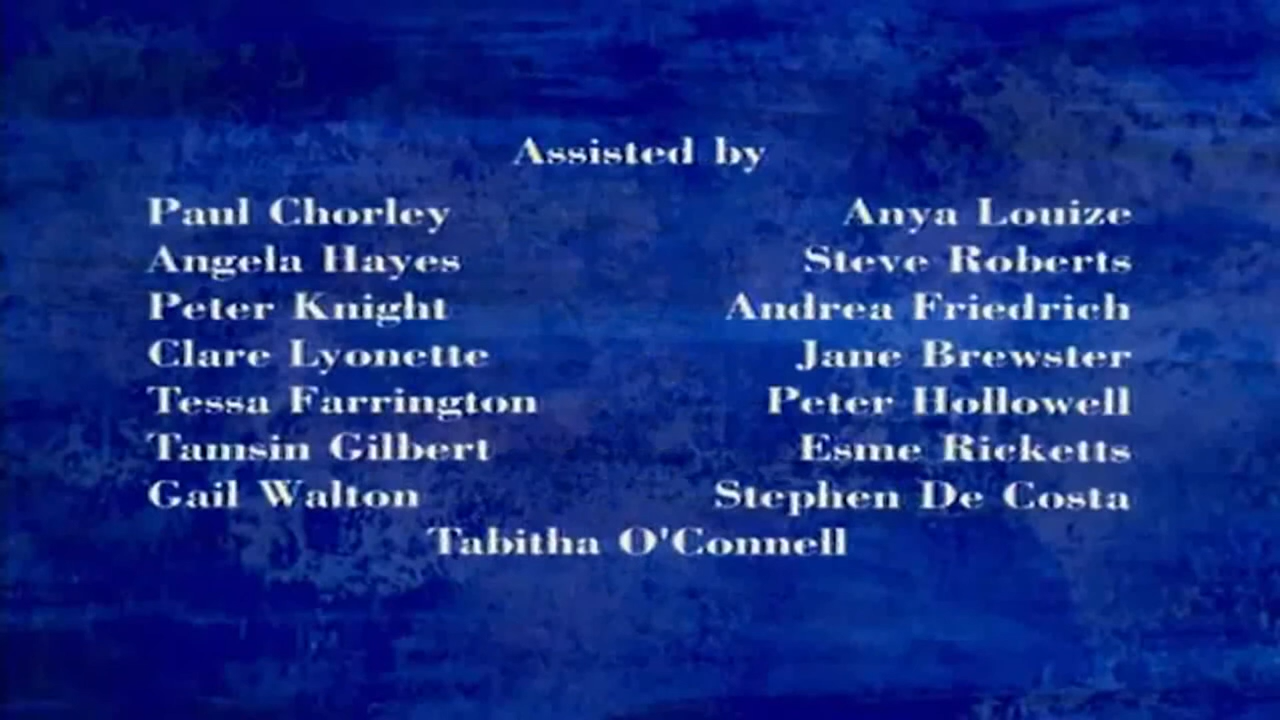 Assisted by
Paul Chorley Anya Louize
Angela Hayes Steve Roberts
Peter Knight Andrea Friedrich
Clare Lyonette Jane Brewster
Tessa Farrington Peter Hollowell
Tamsin Gilbert Esme Ricketts
Gail Walton Stephen De Costa
Tabitha O'Connell